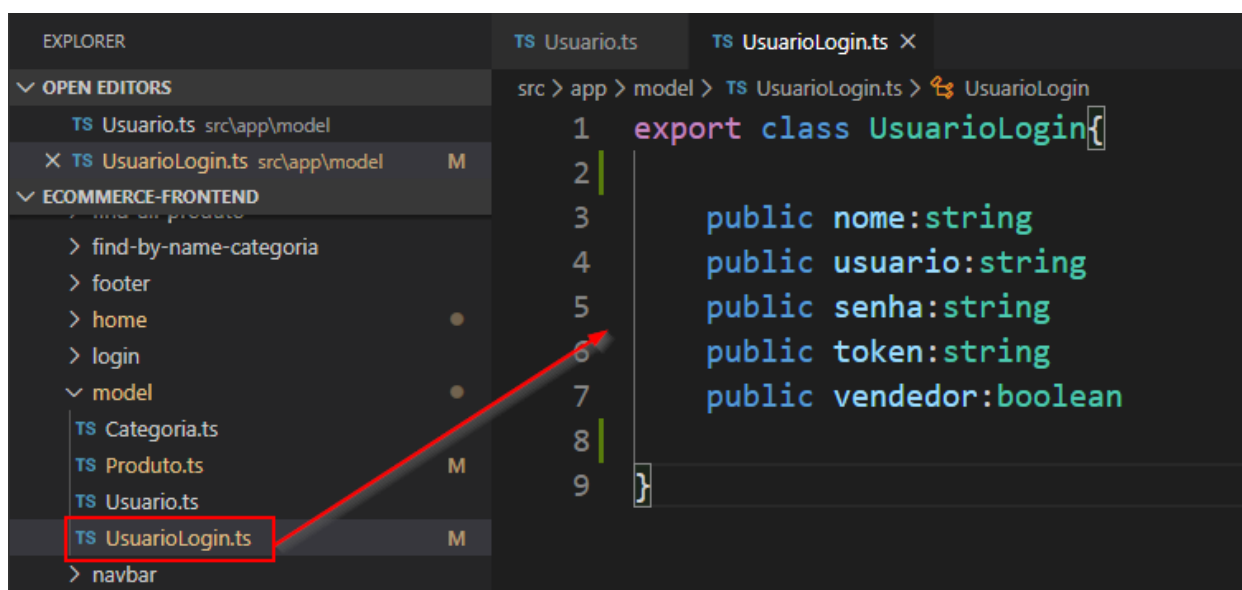 EXPLORER
OPEN EDITORS
TS Usuario.ts src\app\model
TS UsuarioLogin.ts src\app\model M
ECOMMERCE-FRONTEND
find-by-name-categoria
footer
home
login
model
TS Categoria.ts
TS Produto.ts M
TS Usuario.ts
TS UsuarioLogin.ts M
navbar
TS Usuario.ts TS UsuarioLogin.ts
src > app > model > TS UsuarioLogin.ts > UsuarioLogin
1 export class UsuarioLogin{
2
3 public nome:string
4 public usuario:string
5 public senha:string
6 public token:string
7 public vendedor:boolean
8
9 }